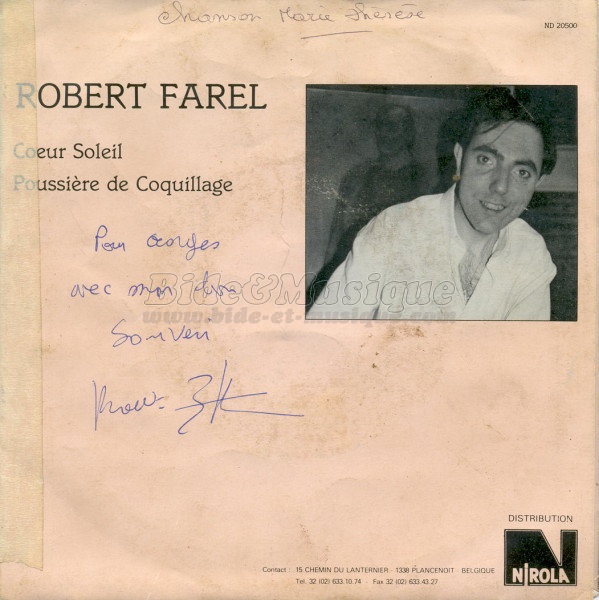 Chanson Marie Thérèse
ND 20500
ROBERT FAREL
Coeur Soleil
Poussière de Coquillage
Pour Georges
avec mon bon
Souvenir
Bide&Musique
www.bide-et-musique.com
DISTRIBUTION
N
NIROLA
Contact : 15 CHEMIN DU LANTERNIER - 1338 PLANCENOIT - BELGIQUE
Tel. 32 (02) 633.10.74 - Fax 32 (02) 633.43.27